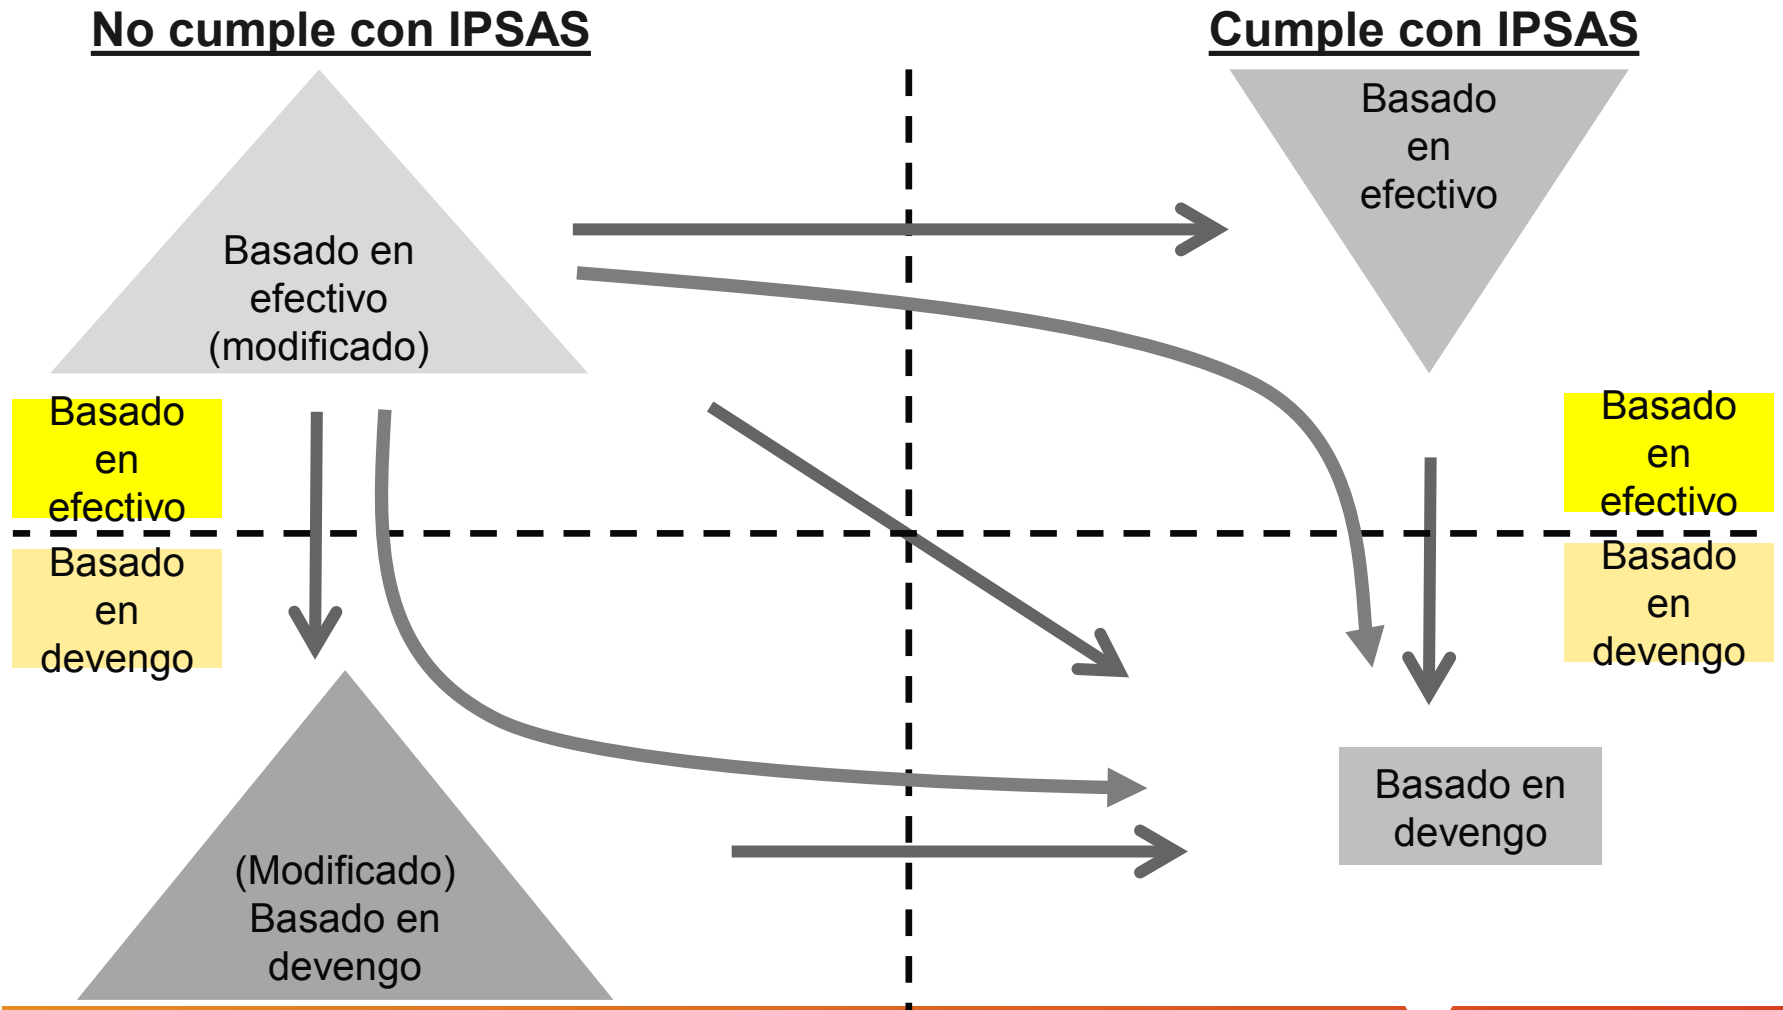 No cumple con IPSAS
Cumple con IPSAS
Basado en
efectivo
(modificado)
Basado
en
efectivo
Basado
en
efectivo
Basado
en
efectivo
Basado
en
devengo
Basado
en
devengo
(Modificado)
Basado en
devengo
Basado en
devengo